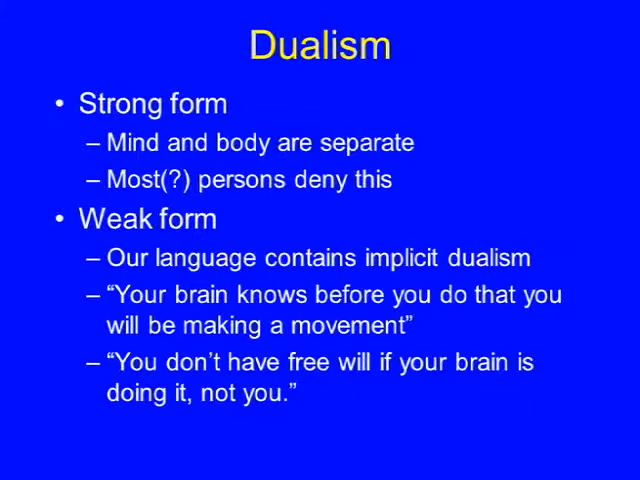 Dualism
• Strong form
– Mind and body are separate
– Most(?) persons deny this
• Weak form
– Our language contains implicit dualism
– “Your brain knows before you do that you
will be making a movement”
– “You don’t have free will if your brain is
doing it, not you.”